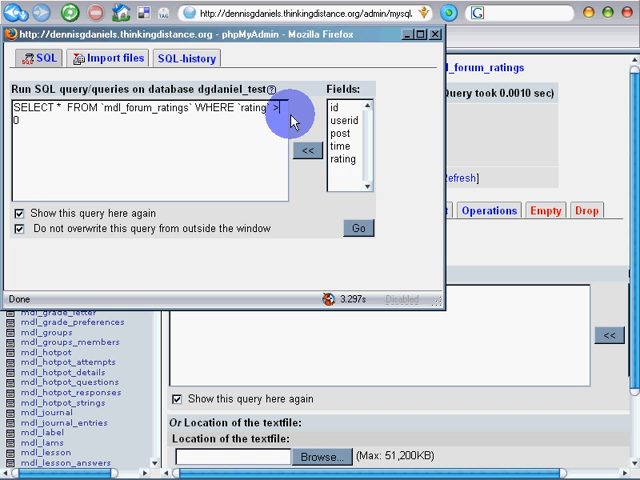 http://dennisgdaniels.thinkingdistance.org/admin/mysql
http://dennisgdaniels.thinkingdistance.org - phpMyAdmin - Mozilla Firefox
SQL Import files SQL-history
Run SQL query/queries on database dgdaniel_test
Fields:
SELECT * FROM `mdl_forum_ratings` WHERE `rating` >
0
id
userid
post
time
rating
<<
Show this query here again
Do not overwrite this query from outside the window
Go
Done
3.297s
Disabled
l_forum_ratings
Query took 0.0010 sec)
efresh]
t Operations Empty Drop
mdl_grade_letter
mdl_grade_preferences
mdl_groups
mdl_groups_members
mdl_hotpot
mdl_hotpot_attempts
mdl_hotpot_details
mdl_hotpot_questions
mdl_hotpot_responses
mdl_hotpot_strings
mdl_journal
mdl_journal_entries
mdl_label
mdl_lams
mdl_lesson
mdl_lesson_answers
<<
Show this query here again
Or Location of the textfile:
Location of the textfile:
Browse... (Max: 51,200KB)